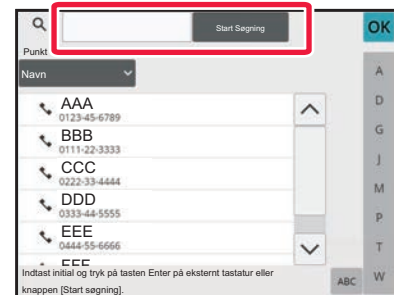 Start Søgning
OK
Punkt
Navn
A
AAA
0123-45-6789
D
BBB
0111-22-3333
G
CCC
0222-33-4444
J
M
DDD
0333-44-5555
P
EEE
0444-55-6666
T
FFF
Indtast initial og tryk på tasten Enter på eksternt tastatur eller
knappen [Start søgning].
ABC
W